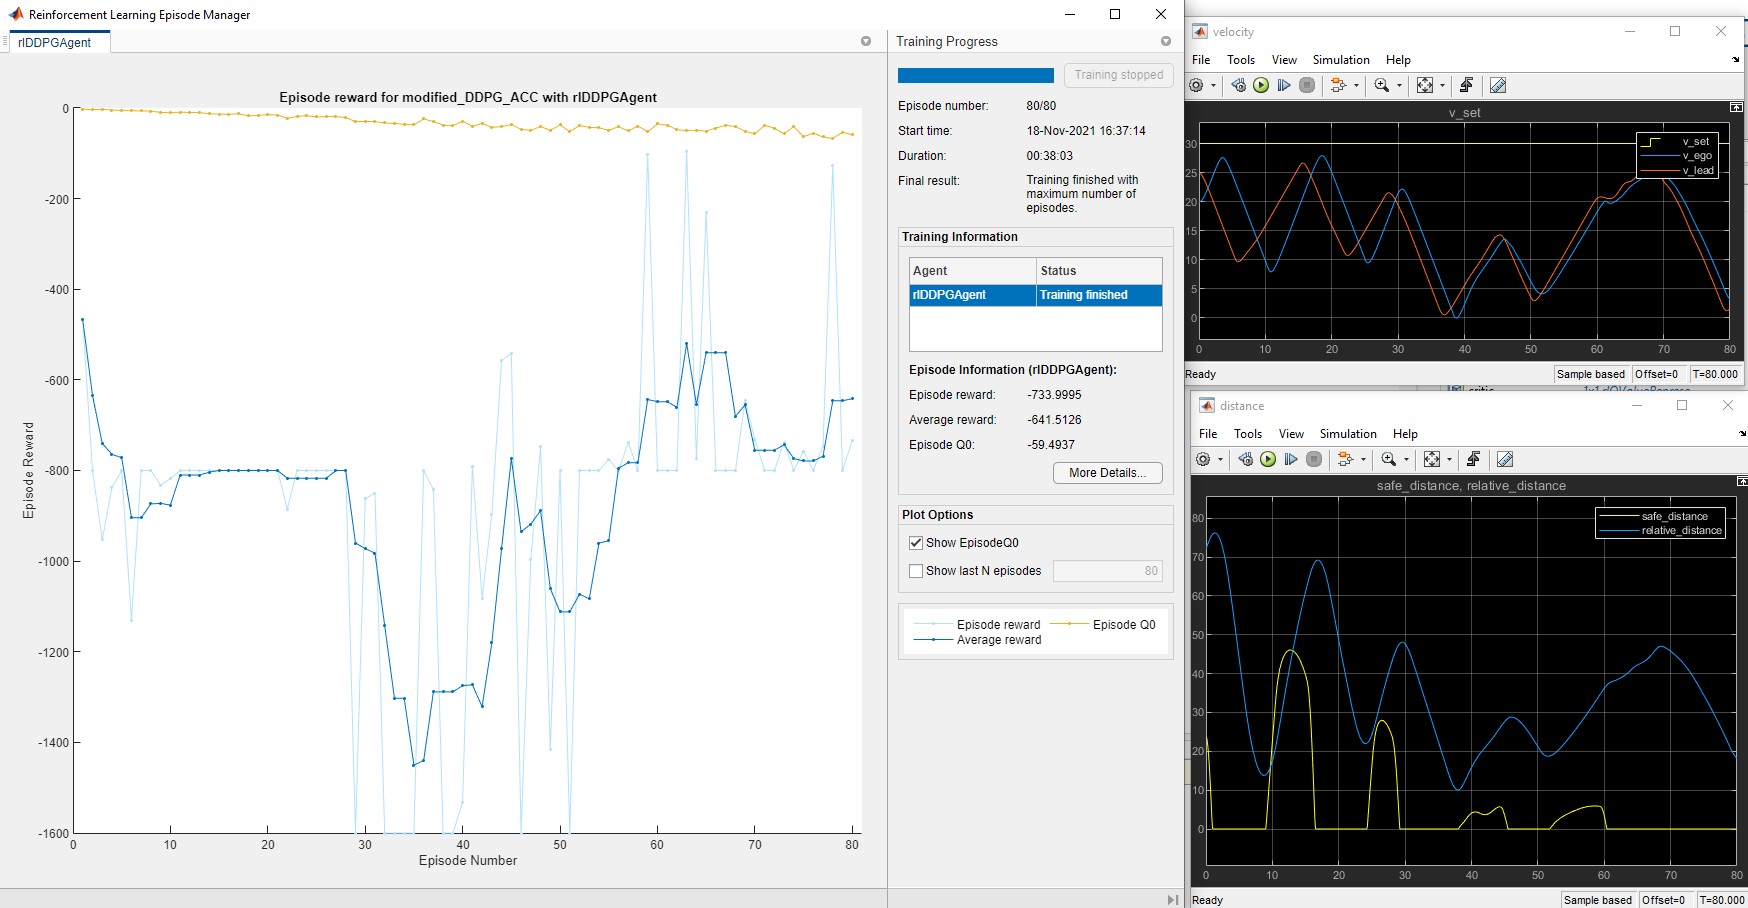 Reinforcement Learning Episode Manager
rlDDPGAgent
Episode reward for modified_DDPG_ACC with rlDDPGAgent
0
-200
-400
-600
-800
-1000
-1200
-1400
-1600
Episode Reward
0 10 20 30 40 50 60 70 80
Episode Number
Training Progress
Training stopped
Episode number: 80/80
Start time: 18-Nov-2021 16:37:14
Duration: 00:38:03
Final result: Training finished with
maximum number of
episodes.
Training Information
Agent Status
rlDDPGAgent Training finished
Episode Information (rlDDPGAgent):
Episode reward: -733.9995
Average reward: -641.5126
Episode Q0: -59.4937
More Details...
Plot Options
Show EpisodeQ0
Show last N episodes 80
Episode reward Episode Q0
Average reward
velocity
File Tools View Simulation Help
v_set
v_set
v_ego
v_lead
30
25
20
15
10
5
0
0 10 20 30 40 50 60 70 80
Ready Sample based Offset=0 T=80.000
distance
File Tools View Simulation Help
safe_distance, relative_distance
safe_distance
relative_distance
80
70
60
50
40
30
20
10
0
0 10 20 30 40 50 60 70 80
Ready Sample based Offset=0 T=80.000